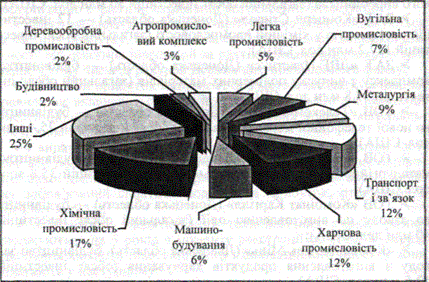 Деревообробна
промисловість
2%
Агропромисло-
вий комплекс
3%
Легка
промисловість
5%
Вугільна
промисловість
7%
Металургія
9%
Транспорт
і зв'язок
12%
Харчова
промисловість
12%
Машино-
будування
6%
Хімічна
промисловість
17%
Інші
25%
Будівництво
2%